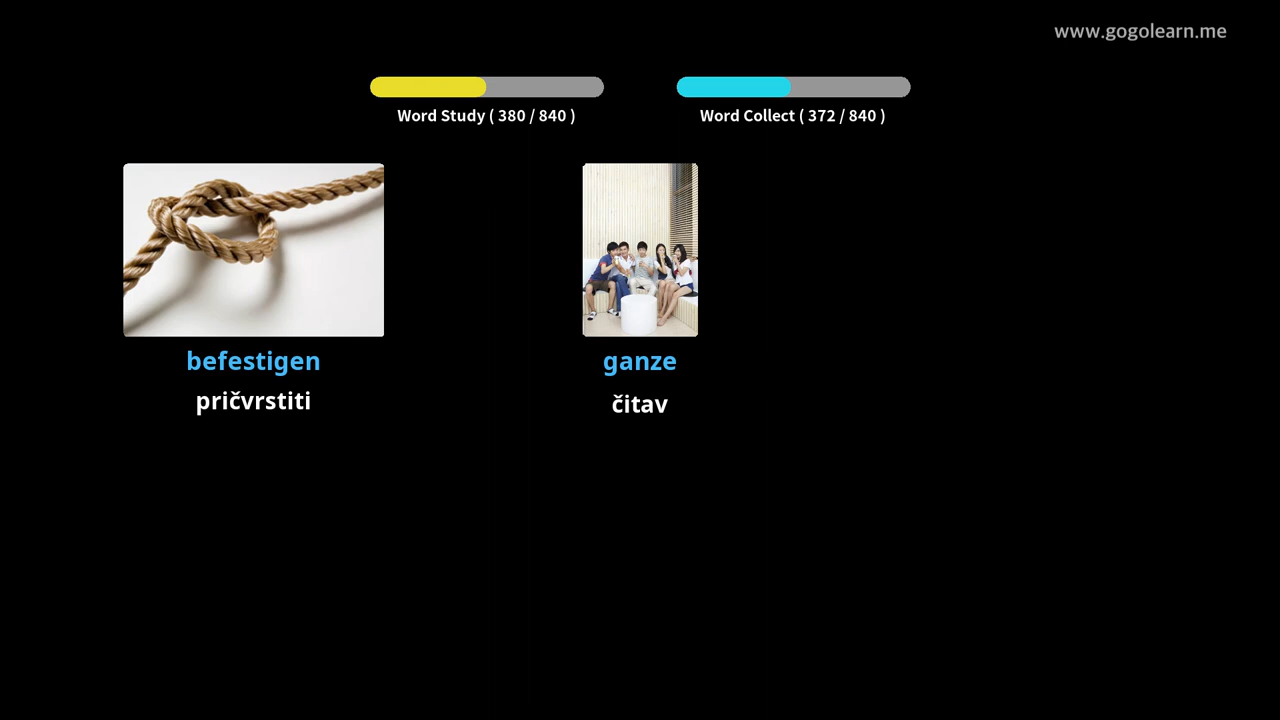 www.gogolearn.me
Word Study ( 380 / 840 )
Word Collect ( 372 / 840 )
befestigen
pričvrstiti
ganze
čitav